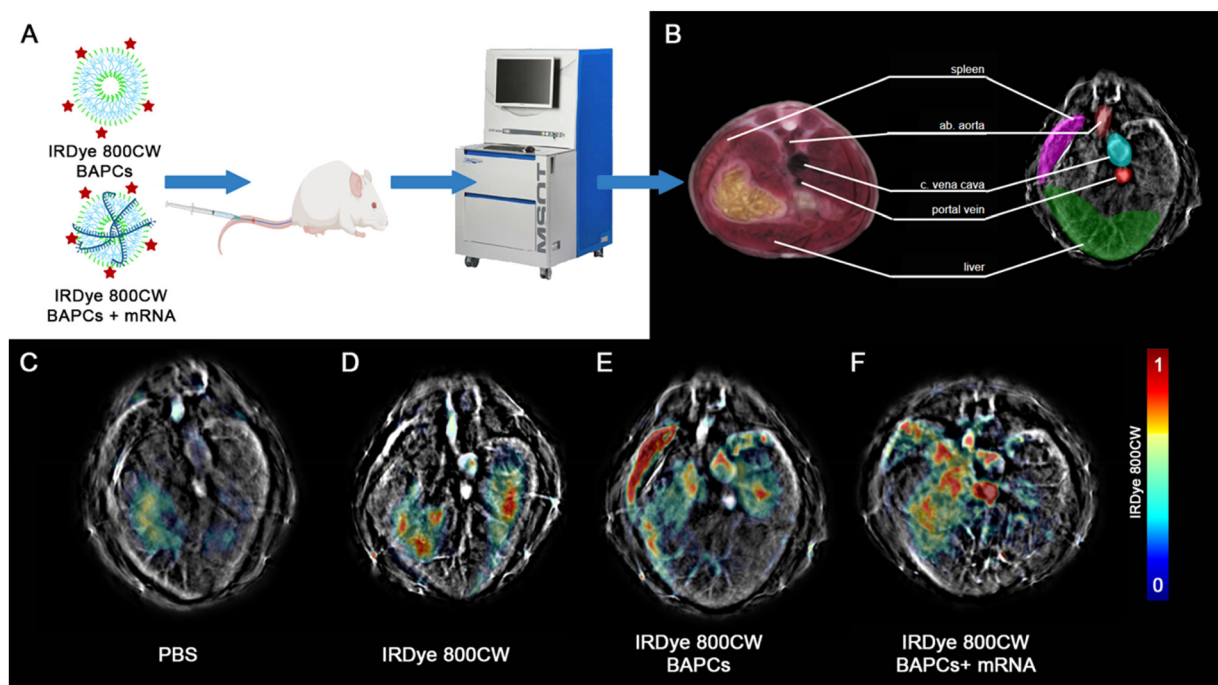 A
IRDye 800CW
BAPCs
IRDye 800CW
BAPCs + mRNA
MSOT
B
spleen
ab. aorta
c. vena cava
portal vein
liver
C
D
E
F
PBS
IRDye 800CW
IRDye 800CW
BAPCs
IRDye 800CW
BAPCs+ mRNA
1
IRDye 800CW
0